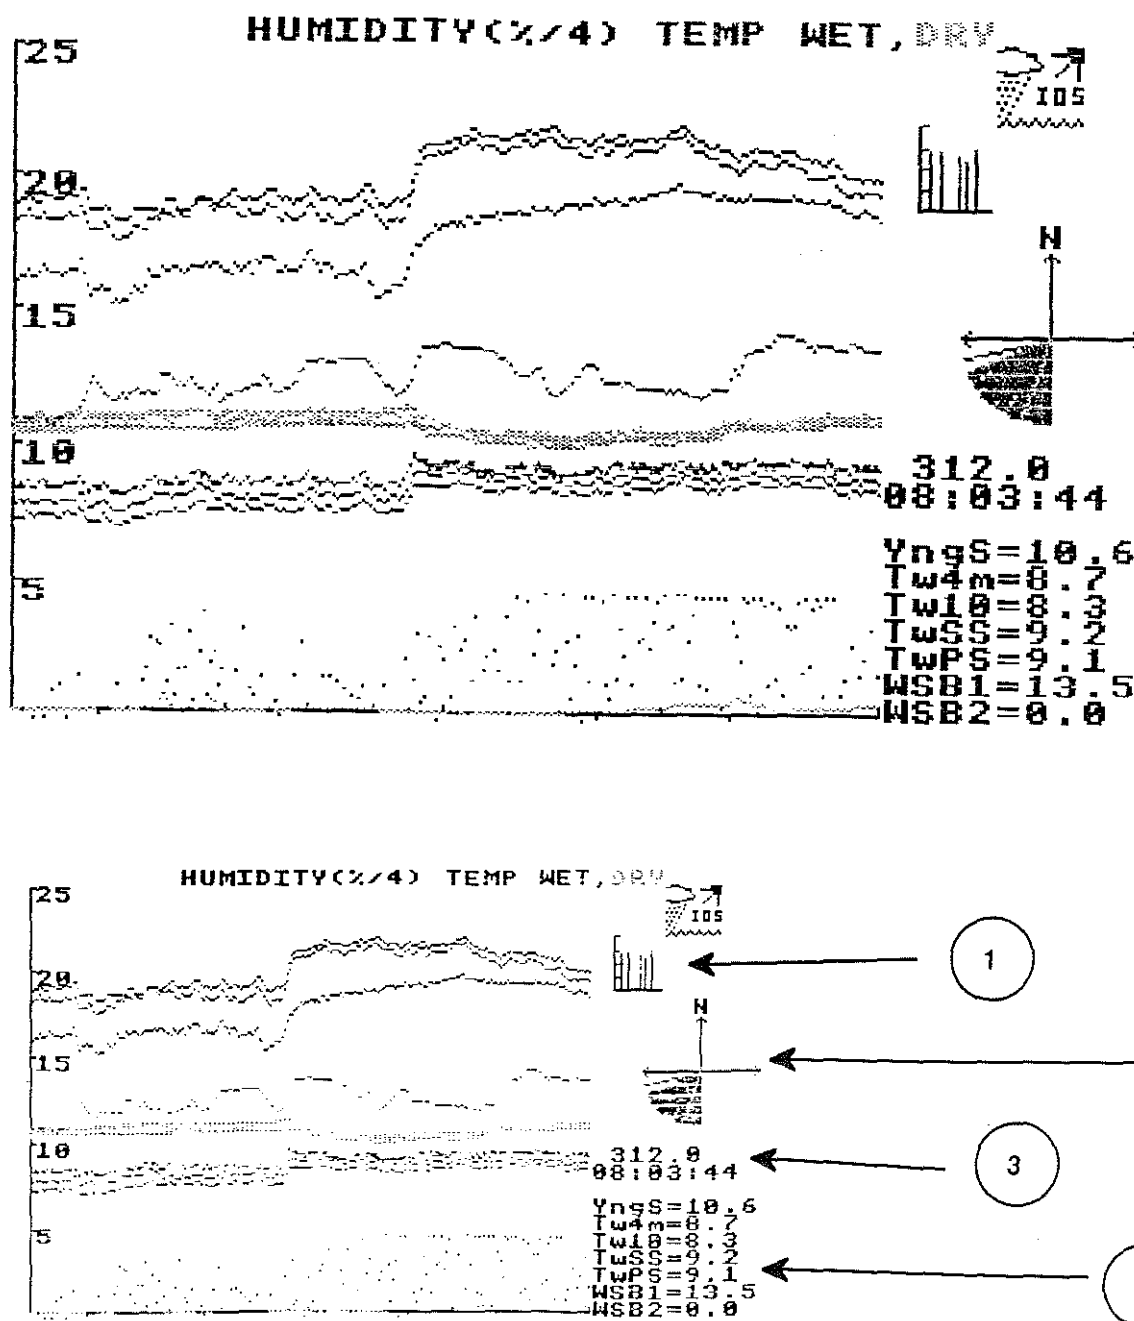 HUMIDITY(%/4) TEMP WET,DRY
25
IOS
20
N
15
10
312.0
08:03:44
YngS=10.6
5
Tw4m=8.7
Tw10=8.3
TwSS=9.2
TwPS=9.1
WSB1=13.5
WSB2=0.0
HUMIDITY(%/4) TEMP WET,DRY
25
IOS
1
20
N
15
10
312.0
08:03:44
3
YngS=10.6
Tw4m=8.7
5
Tw10=8.3
TwSS=9.2
TwPS=9.1
WSB1=13.5
WSB2=0.0